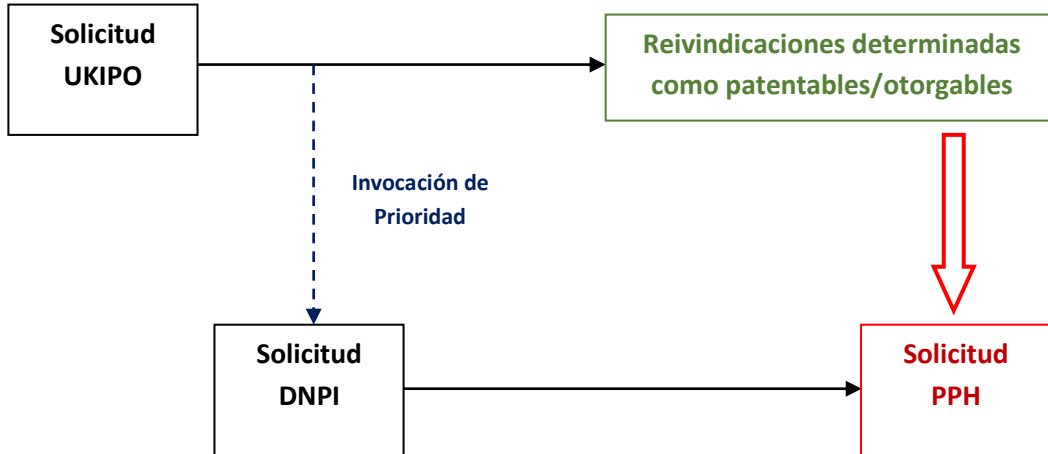 Solicitud
UKIPO
Reivindicaciones determinadas
como patentables/otorgables
Invocación de
Prioridad
Solicitud
DNPI
Solicitud
PPH